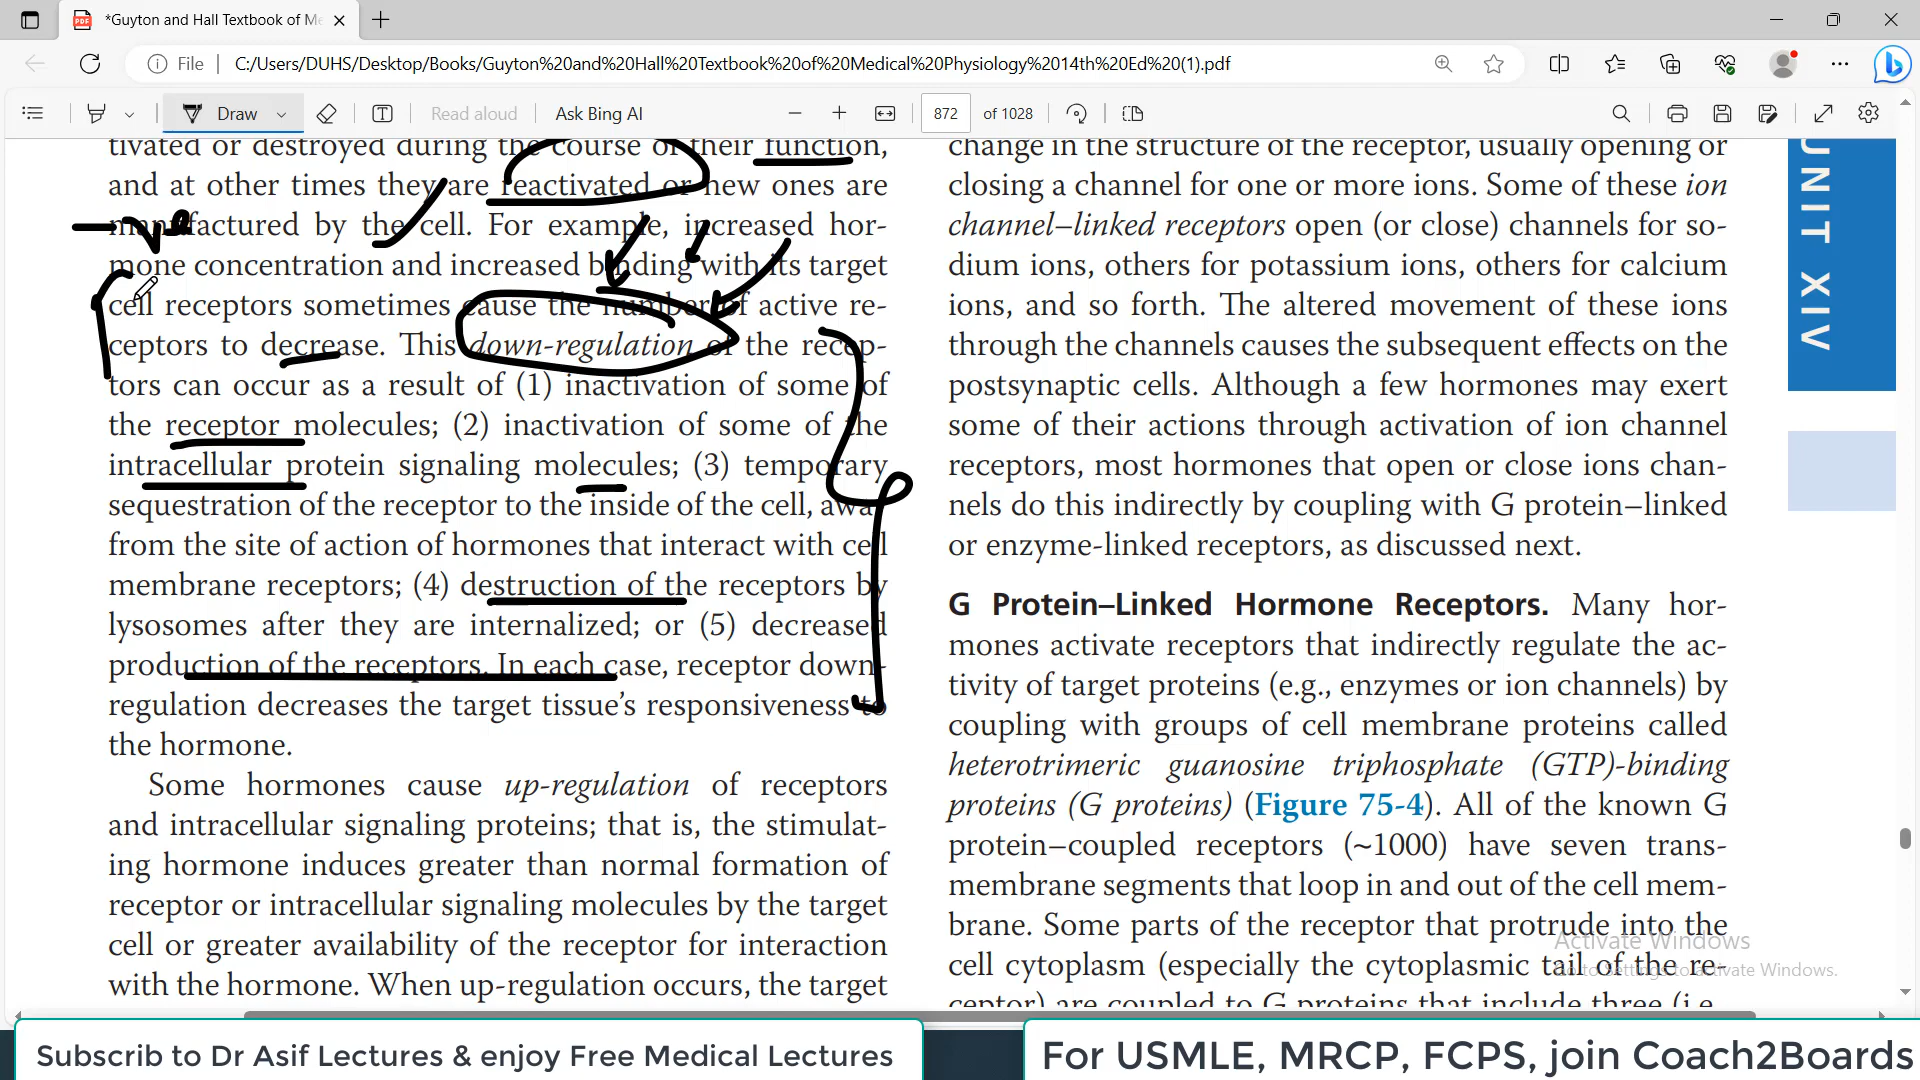 *Guyton and Hall Textbook of Me
File
C:/Users/DUHS/Desktop/Books/Guyton%20and%20Hall%20Textbook%20of%20Medical%20Physiology%2014th%20Ed%20(1).pdf
Draw
Read aloud
Ask Bing AI
872 of 1028
tivated or destroyed during the course of their function,
and at other times they are reactivated or new ones are
manufactured by the cell. For example, increased hor-
-ve
mone concentration and increased binding with its target
cell receptors sometimes cause the number of active re-
ceptors to decrease. This down-regulation of the recep-
tors can occur as a result of (1) inactivation of some of
the receptor molecules; (2) inactivation of some of the
intracellular protein signaling molecules; (3) temporary
sequestration of the receptor to the inside of the cell, away
from the site of action of hormones that interact with cell
membrane receptors; (4) destruction of the receptors by
lysosomes after they are internalized; or (5) decreased
production of the receptors. In each case, receptor down-
regulation decreases the target tissue's responsiveness to
the hormone.
Some hormones cause up-regulation of receptors
and intracellular signaling proteins; that is, the stimulat-
ing hormone induces greater than normal formation of
receptor or intracellular signaling molecules by the target
cell or greater availability of the receptor for interaction
with the hormone. When up-regulation occurs, the target
change in the structure of the receptor, usually opening or
closing a channel for one or more ions. Some of these ion
channel–linked receptors open (or close) channels for so-
dium ions, others for potassium ions, others for calcium
ions, and so forth. The altered movement of these ions
through the channels causes the subsequent effects on the
postsynaptic cells. Although a few hormones may exert
some of their actions through activation of ion channel
receptors, most hormones that open or close ions chan-
nels do this indirectly by coupling with G protein–linked
or enzyme-linked receptors, as discussed next.
G Protein–Linked Hormone Receptors. Many hor-
mones activate receptors that indirectly regulate the ac-
tivity of target proteins (e.g., enzymes or ion channels) by
coupling with groups of cell membrane proteins called
heterotrimeric guanosine triphosphate (GTP)-binding
proteins (G proteins) (Figure 75-4). All of the known G
protein–coupled receptors (~1000) have seven trans-
membrane segments that loop in and out of the cell mem-
brane. Some parts of the receptor that protrude into the
cell cytoplasm (especially the cytoplasmic tail of the re-
ceptor) are coupled to G proteins that include three (i.e.,
UNIT XIV
Activate Windows
Go to Settings to activate Windows.
Subscrib to Dr Asif Lectures & enjoy Free Medical Lectures
For USMLE, MRCP, FCPS, join Coach2Boards